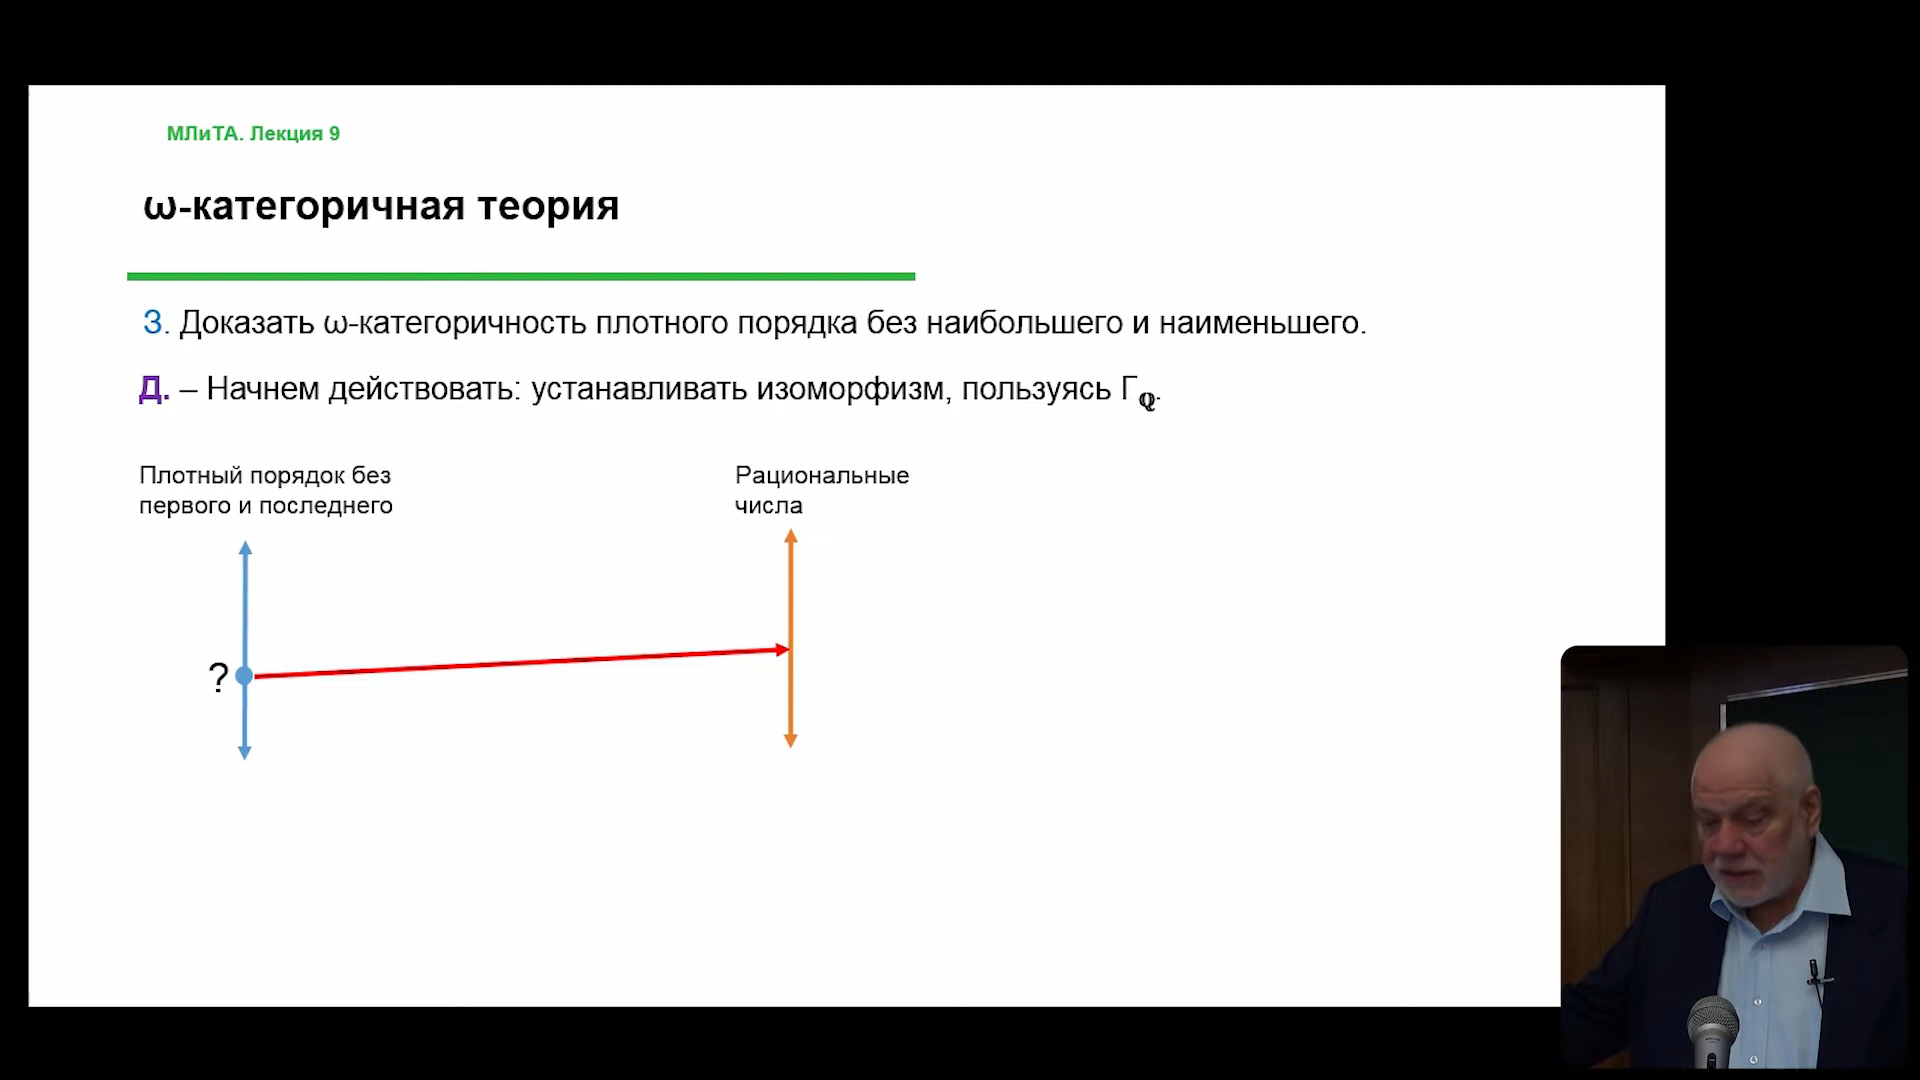 МЛиТА. Лекция 9
ω-категоричная теория
З. Доказать ω-категоричность плотного порядка без наибольшего и наименьшего.
Д. – Начнем действовать: устанавливать изоморфизм, пользуясь Γℚ.
Плотный порядок без
первого и последнего
Рациональные
числа
?